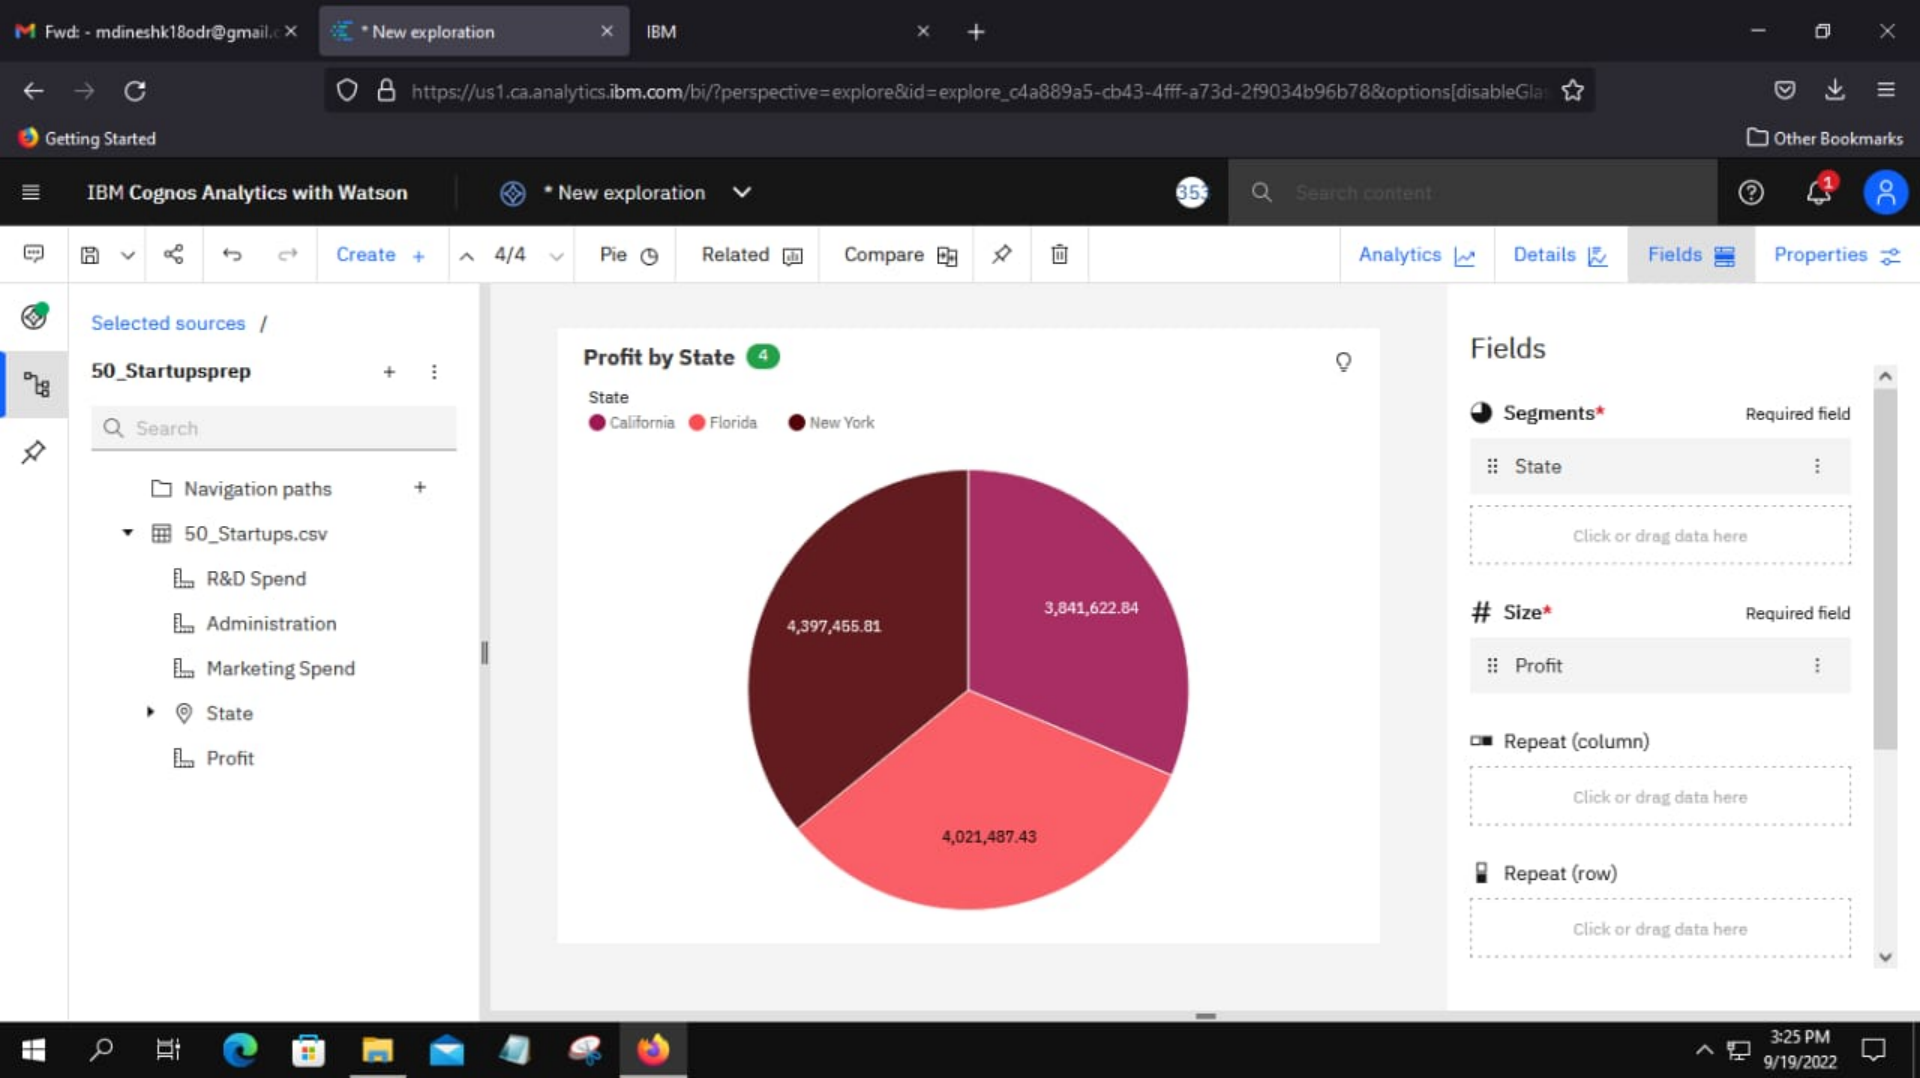 Fwd: - mdineshk18odr@gmail.c
* New exploration
IBM
https://us1.ca.analytics.ibm.com/bi/?perspective=explore&id=explore_c4a889a5-cb43-4fff-a73d-2f9034b96b78&options[disableGla
Getting Started
Other Bookmarks
IBM Cognos Analytics with Watson
* New exploration
353
Search content
1
Create +
4/4
Pie
Related
Compare
Analytics
Details
Fields
Properties
Selected sources /
50_Startupsprep
Search
Navigation paths
50_Startups.csv
R&D Spend
Administration
Marketing Spend
State
Profit
Profit by State 4
State
California
Florida
New York
4,397,455.81
3,841,622.84
4,021,487.43
Fields
Segments* Required field
State
Click or drag data here
# Size* Required field
Profit
Repeat (column)
Click or drag data here
Repeat (row)
Click or drag data here
3:25 PM
9/19/2022